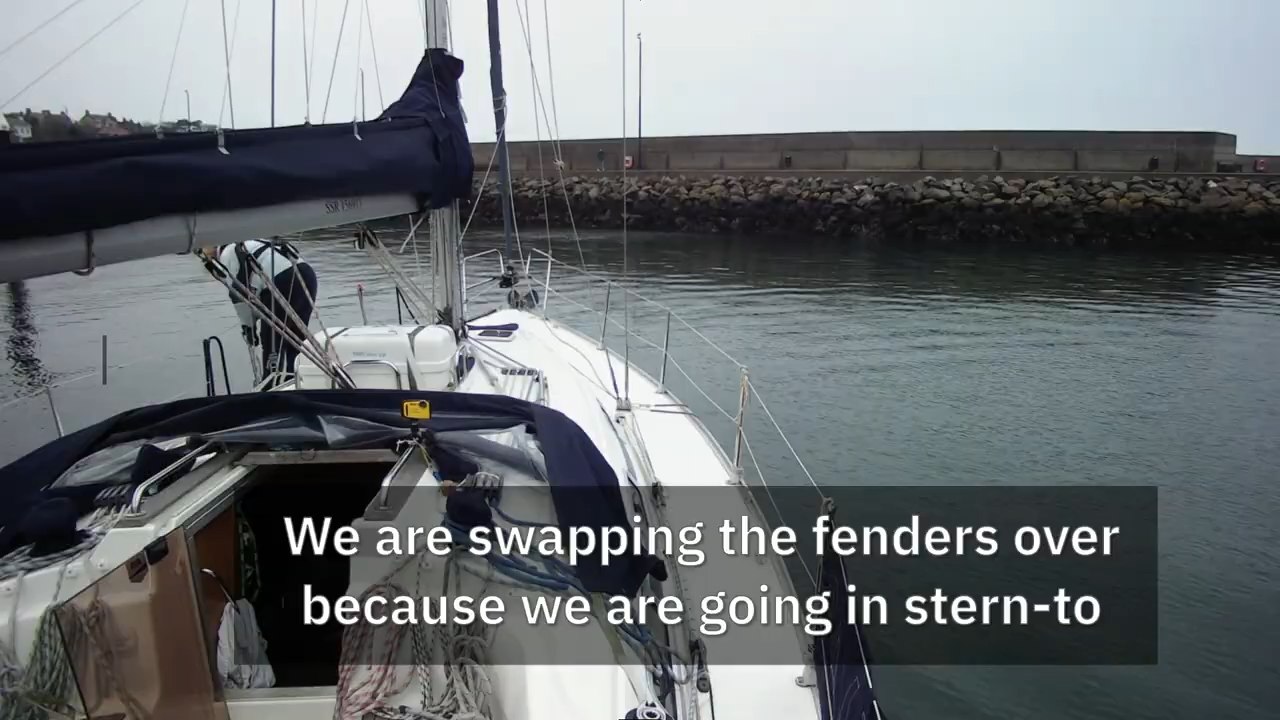 We are swapping the fenders over
because we are going in stern-to